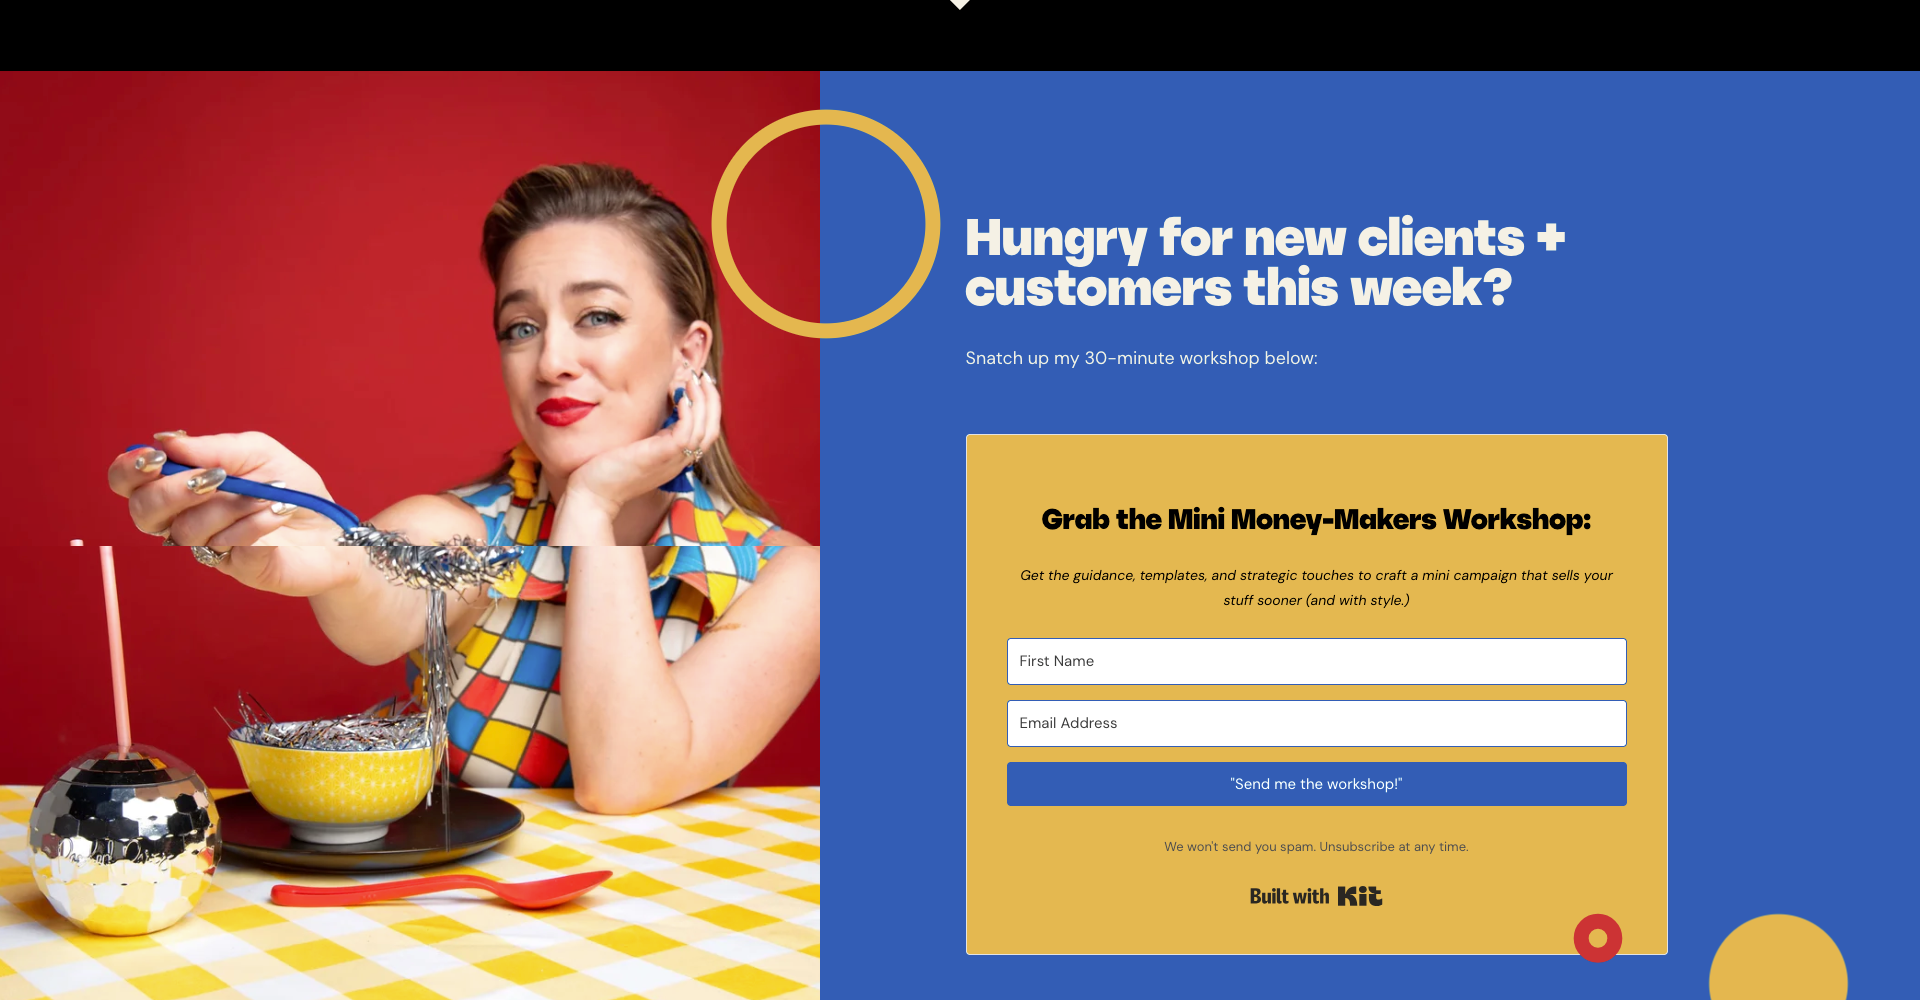 Hungry for new clients +
customers this week?
Snatch up my 30-minute workshop below:
Grab the Mini Money-Makers Workshop:
Get the guidance, templates, and strategic touches to craft a mini campaign that sells your
stuff sooner (and with style.)
First Name
Email Address
"Send me the workshop!"
We won't send you spam. Unsubscribe at any time.
Built with Kit